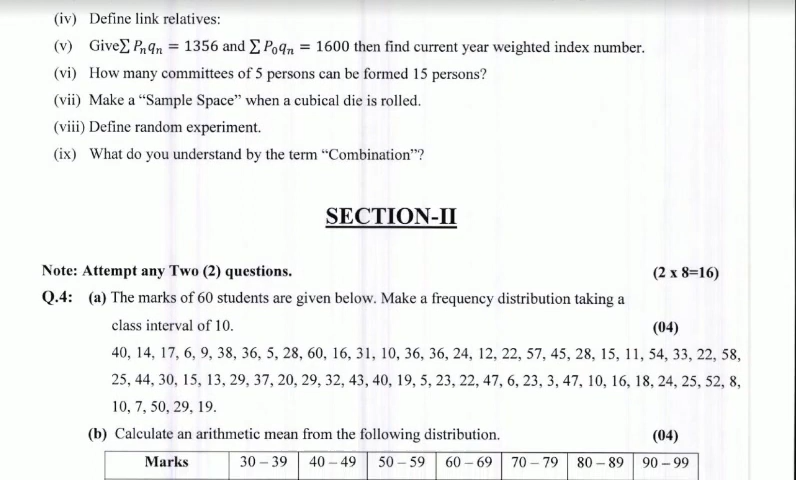 (iv) Define link relatives:
(v) Give∑ Pₙqₙ = 1356 and ∑ P₀qₙ = 1600 then find current year weighted index number.
(vi) How many committees of 5 persons can be formed 15 persons?
(vii) Make a “Sample Space” when a cubical die is rolled.
(viii) Define random experiment.
(ix) What do you understand by the term “Combination”?
SECTION-II
Note: Attempt any Two (2) questions. (2 x 8=16)
Q.4: (a) The marks of 60 students are given below. Make a frequency distribution taking a
class interval of 10. (04)
40, 14, 17, 6, 9, 38, 36, 5, 28, 60, 16, 31, 10, 36, 36, 24, 12, 22, 57, 45, 28, 15, 11, 54, 33, 22, 58,
25, 44, 30, 15, 13, 29, 37, 20, 29, 32, 43, 40, 19, 5, 23, 22, 47, 6, 23, 3, 47, 10, 16, 18, 24, 25, 52, 8,
10, 7, 50, 29, 19.
(b) Calculate an arithmetic mean from the following distribution. (04)
Marks 30 – 39 40 – 49 50 – 59 60 – 69 70 – 79 80 – 89 90 – 99